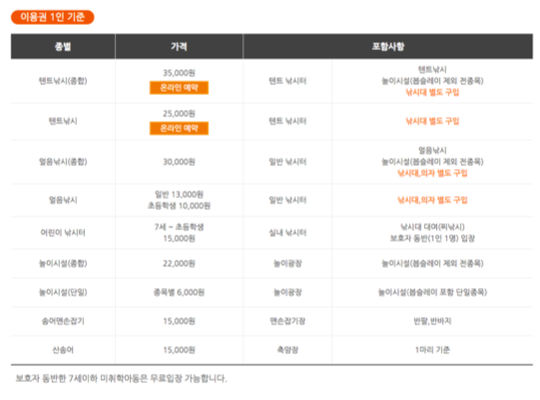 이용권 1인 기준
종별 가격 포함사항
텐트낚시(종합) 35,000원 온라인 예약 텐트 낚시터 텐트낚시
놀이시설(봅슬레이 제외 전종목)
낚시대 별도 구입
텐트낚시 25,000원 온라인 예약 텐트 낚시터 낚시대 별도 구입
얼음낚시(종합) 30,000원 일반 낚시터 얼음낚시
놀이시설(봅슬레이 제외 전종목)
낚시대,의자 별도 구입
얼음낚시 일반 13,000원
초등학생 10,000원 일반 낚시터 낚시대,의자 별도 구입
어린이 낚시터 7세 ~ 초등학생
15,000원 실내 낚시터 낚시대 대여(찌낚시)
보호자 동반(1인 1명) 입장
놀이시설(종합) 22,000원 놀이광장 놀이시설(봅슬레이 제외 전종목)
놀이시설(단일) 종목별 6,000원 놀이광장 놀이시설(봅슬레이 포함 단일종목)
송어맨손잡기 15,000원 맨손잡기장 반팔,반바지
산송어 15,000원 축양장 1마리 기준
보호자 동반한 7세이하 미취학아동은 무료입장 가능합니다.